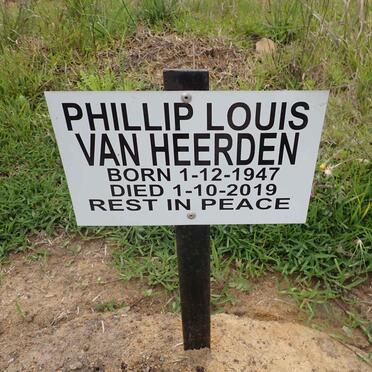 PHILLIP LOUIS
VAN HEERDEN
BORN 1-12-1947
DIED 1-10-2019
REST IN PEACE